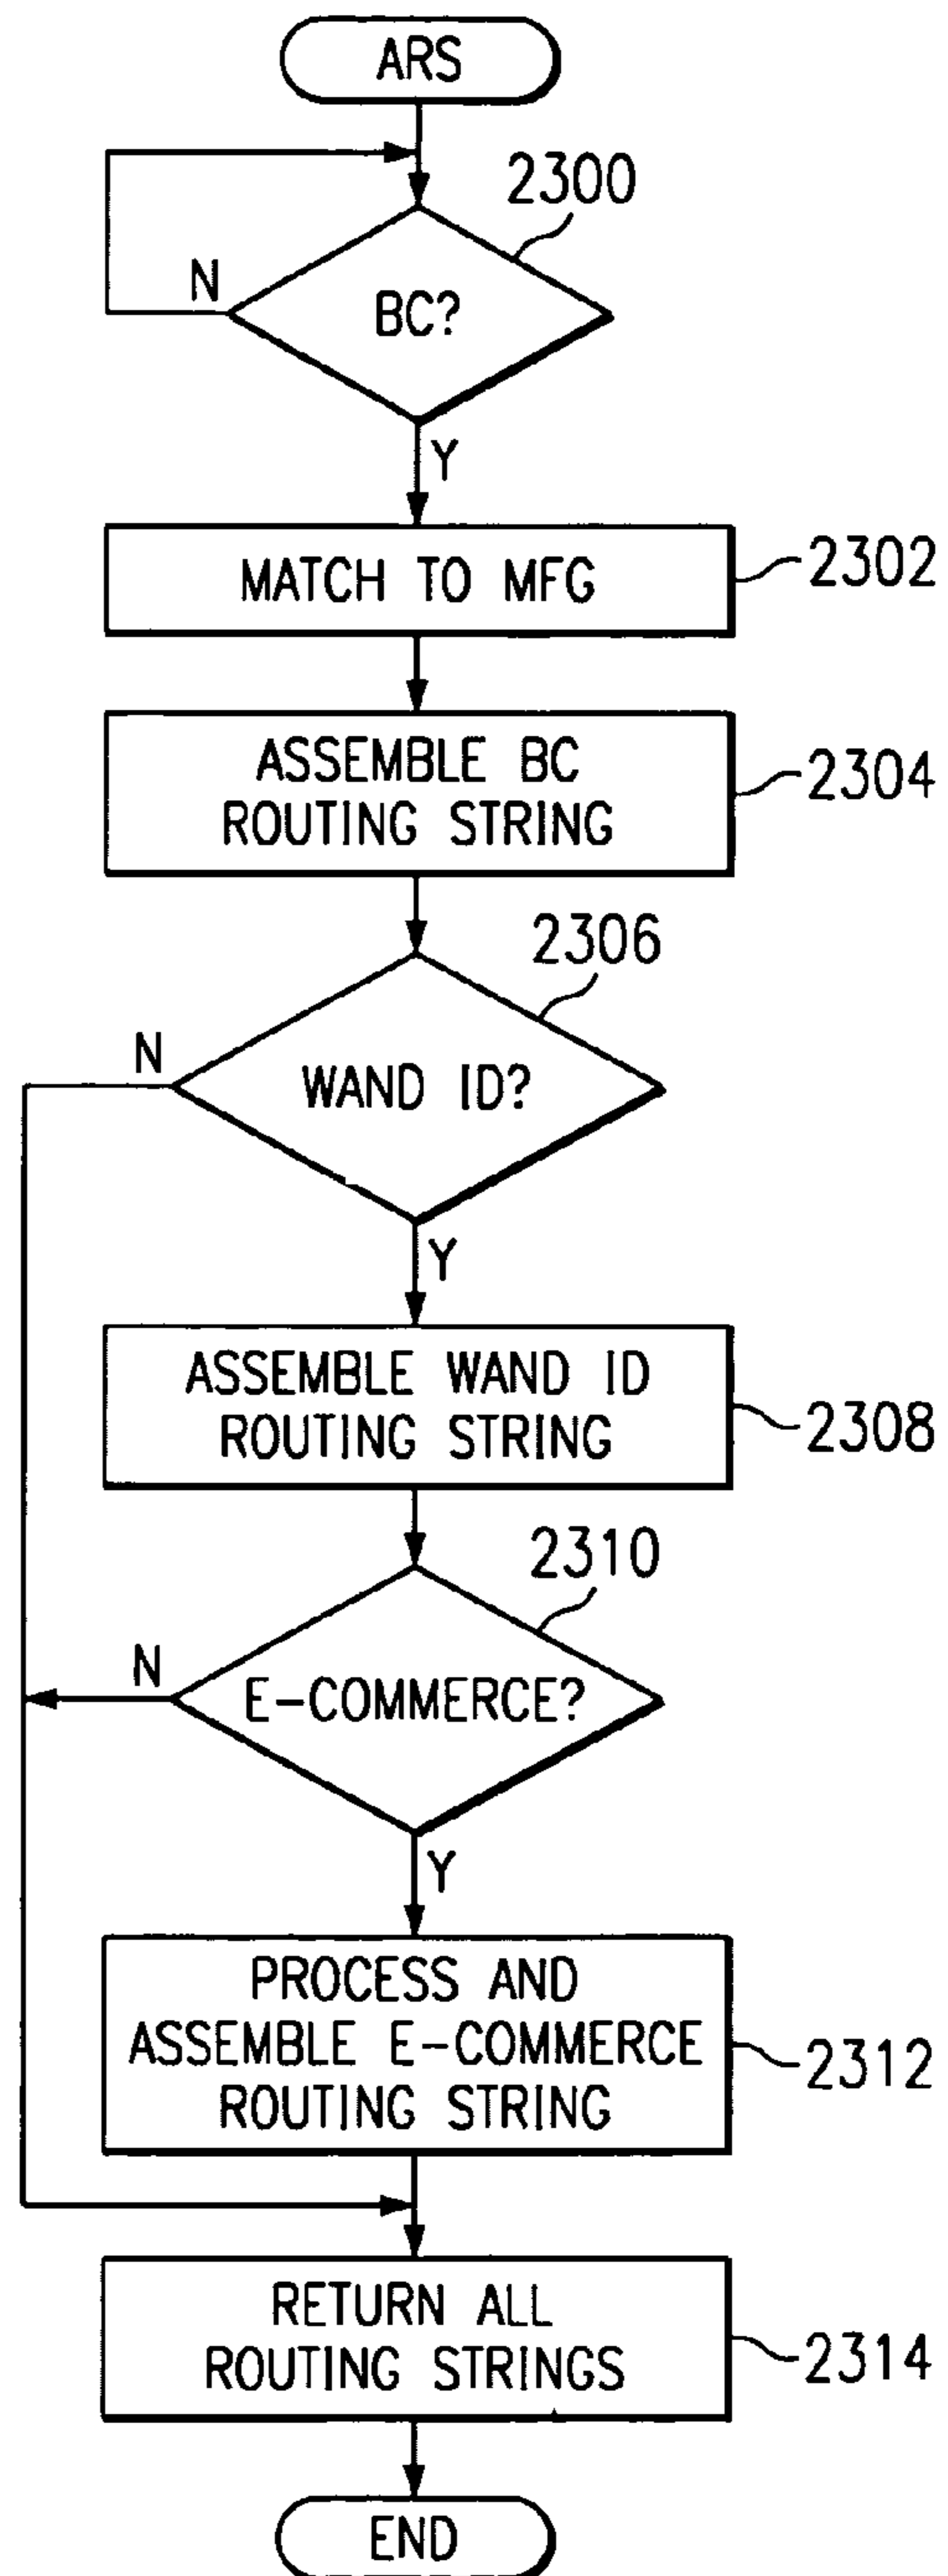 ARS
2300
N
BC?
Y
MATCH TO MFG
2302
ASSEMBLE BC
ROUTING STRING
2304
2306
N
WAND ID?
Y
ASSEMBLE WAND ID
ROUTING STRING
2308
2310
N
E-COMMERCE?
Y
PROCESS AND
ASSEMBLE E-COMMERCE
ROUTING STRING
2312
RETURN ALL
ROUTING STRINGS
2314
END